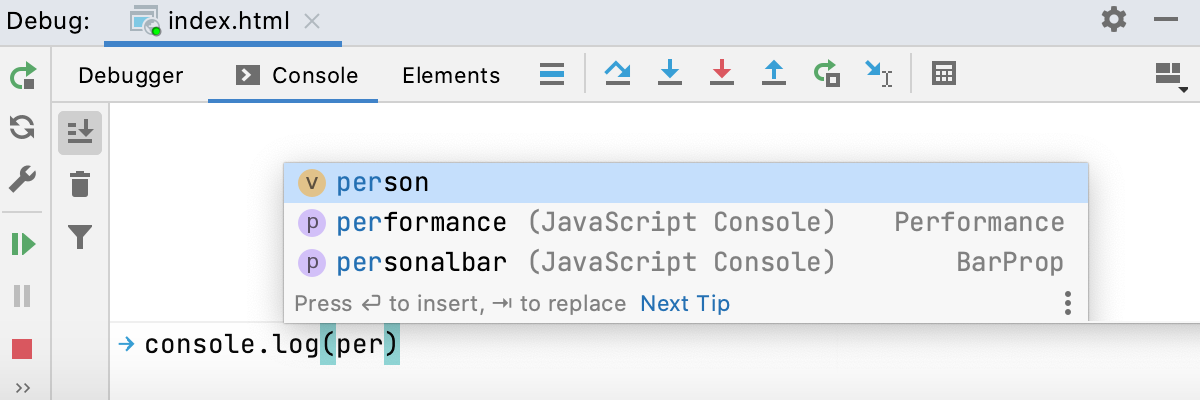 Debug: index.html
Debugger Console Elements
v person
p performance (JavaScript Console) Performance
p personalbar (JavaScript Console) BarProp
Press ↵ to insert, ⇥ to replace Next Tip
console.log(per)